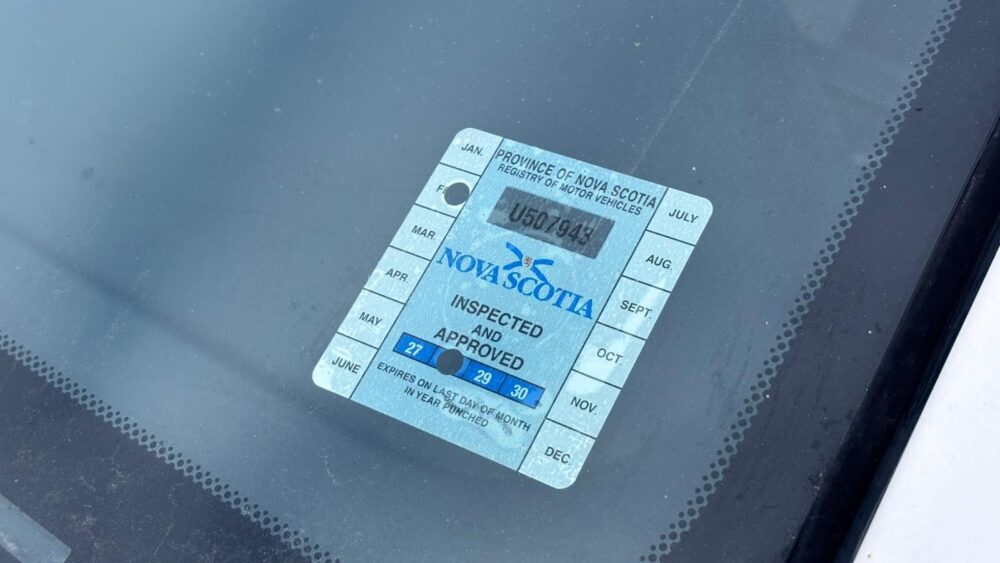 PROVINCE OF NOVA SCOTIA
REGISTRY OF MOTOR VEHICLES
U507943
NOVA SCOTIA
INSPECTED
AND
APPROVED
27 29 30
EXPIRES ON LAST DAY OF MONTH
IN YEAR PUNCHED
JAN.
F
MAR.
APR.
MAY
JUNE
JULY
AUG.
SEPT.
OCT.
NOV.
DEC.